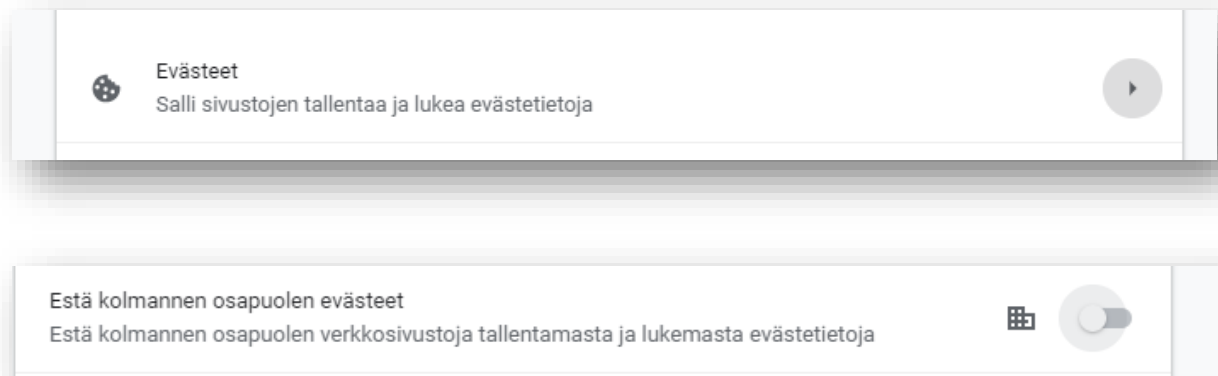 Evästeet
Salli sivustojen tallentaa ja lukea evästetietoja
Estä kolmannen osapuolen evästeet
Estä kolmannen osapuolen verkkosivustoja tallentamasta ja lukemasta evästetietoja